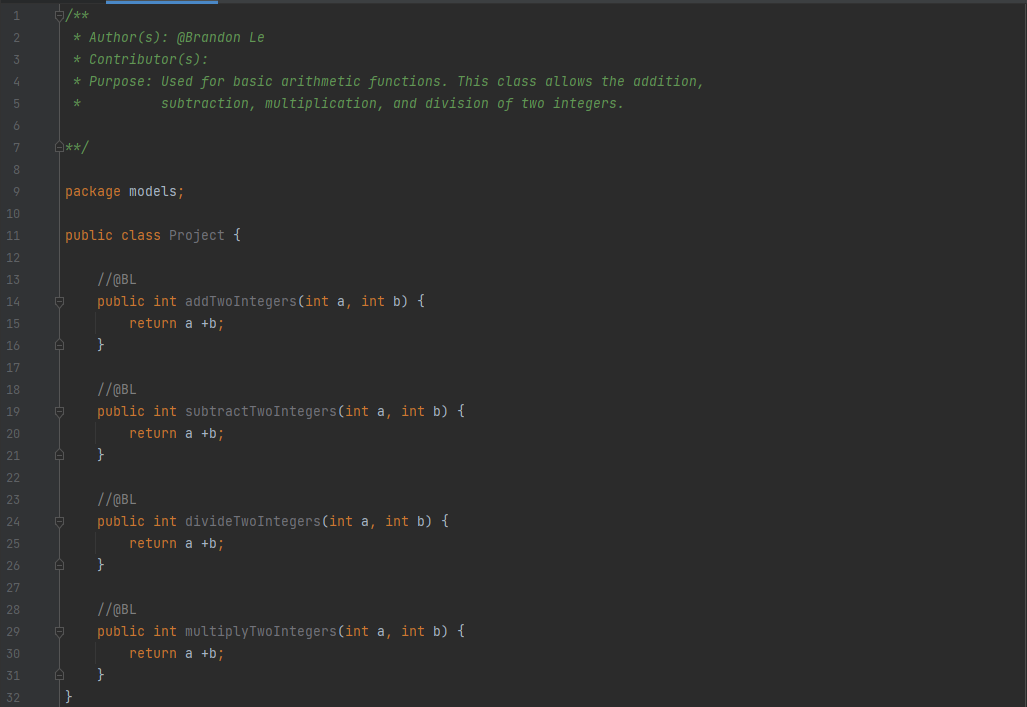 1 /**
2  * Author(s): @Brandon Le
3  * Contributor(s):
4  * Purpose: Used for basic arithmetic functions. This class allows the addition,
5  *          subtraction, multiplication, and division of two integers.
6
7 **/
8
9 package models;
10
11 public class Project {
12
13     //@BL
14     public int addTwoIntegers(int a, int b) {
15         return a +b;
16     }
17
18     //@BL
19     public int subtractTwoIntegers(int a, int b) {
20         return a +b;
21     }
22
23     //@BL
24     public int divideTwoIntegers(int a, int b) {
25         return a +b;
26     }
27
28     //@BL
29     public int multiplyTwoIntegers(int a, int b) {
30         return a +b;
31     }
32 }